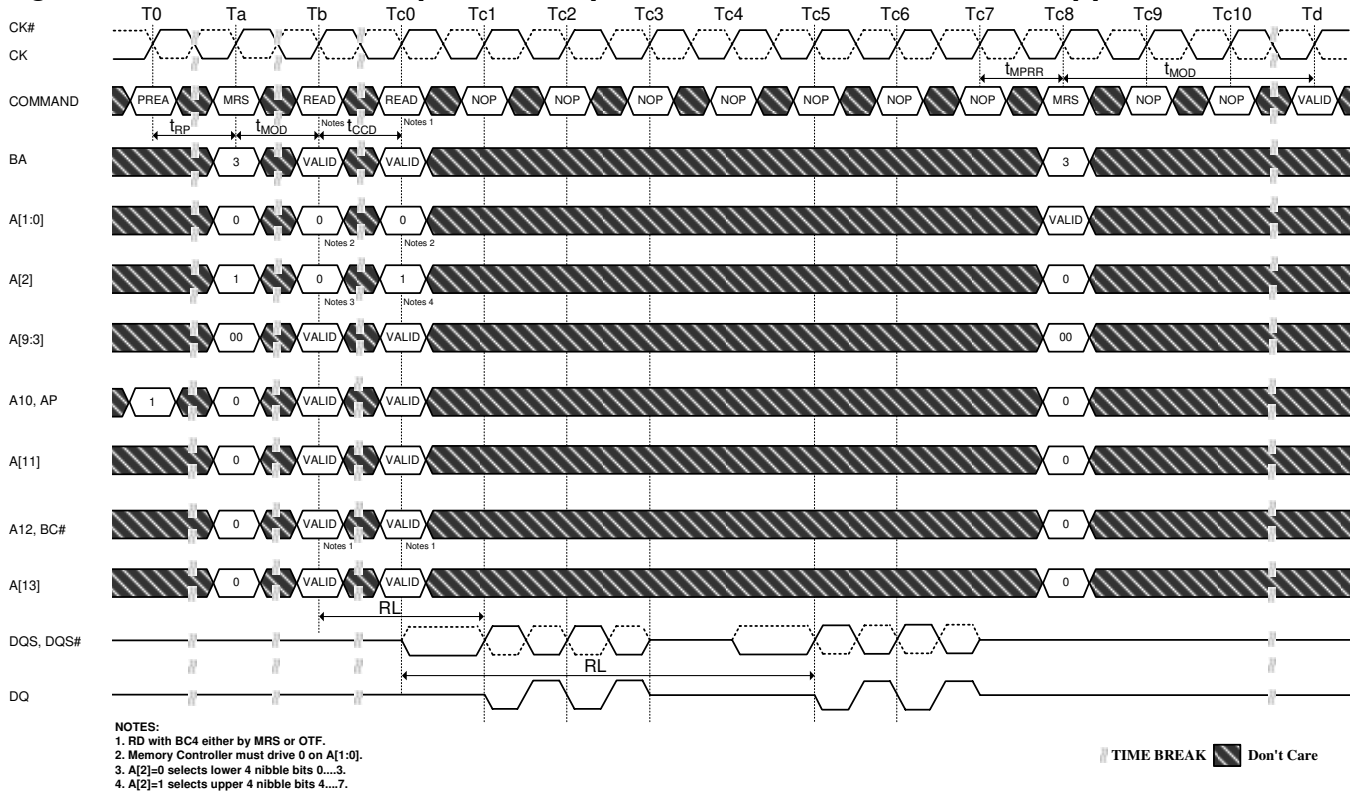 T0 Ta Tb Tc0 Tc1 Tc2 Tc3 Tc4 Tc5 Tc6 Tc7 Tc8 Tc9 Tc10 Td
CK#
CK
tMPRR tMOD
COMMAND PREA MRS READ READ NOP NOP NOP NOP NOP NOP NOP MRS NOP NOP VALID
Notes 1 Notes 1
tRP tMOD tCCD
BA 3 VALID VALID 3
A[1:0] 0 0 0 VALID
Notes 2 Notes 2
A[2] 1 0 1 0
Notes 3 Notes 4
A[9:3] 00 VALID VALID 00
A10, AP 1 0 VALID VALID 0
A[11] 0 VALID VALID 0
A12, BC# 0 VALID VALID 0
Notes 1 Notes 1
A[13] 0 VALID VALID 0
RL
DQS, DQS#
RL
DQ
NOTES:
1. RD with BC4 either by MRS or OTF.
2. Memory Controller must drive 0 on A[1:0].
3. A[2]=0 selects lower 4 nibble bits 0....3.
4. A[2]=1 selects upper 4 nibble bits 4....7.
TIME BREAK Don't Care